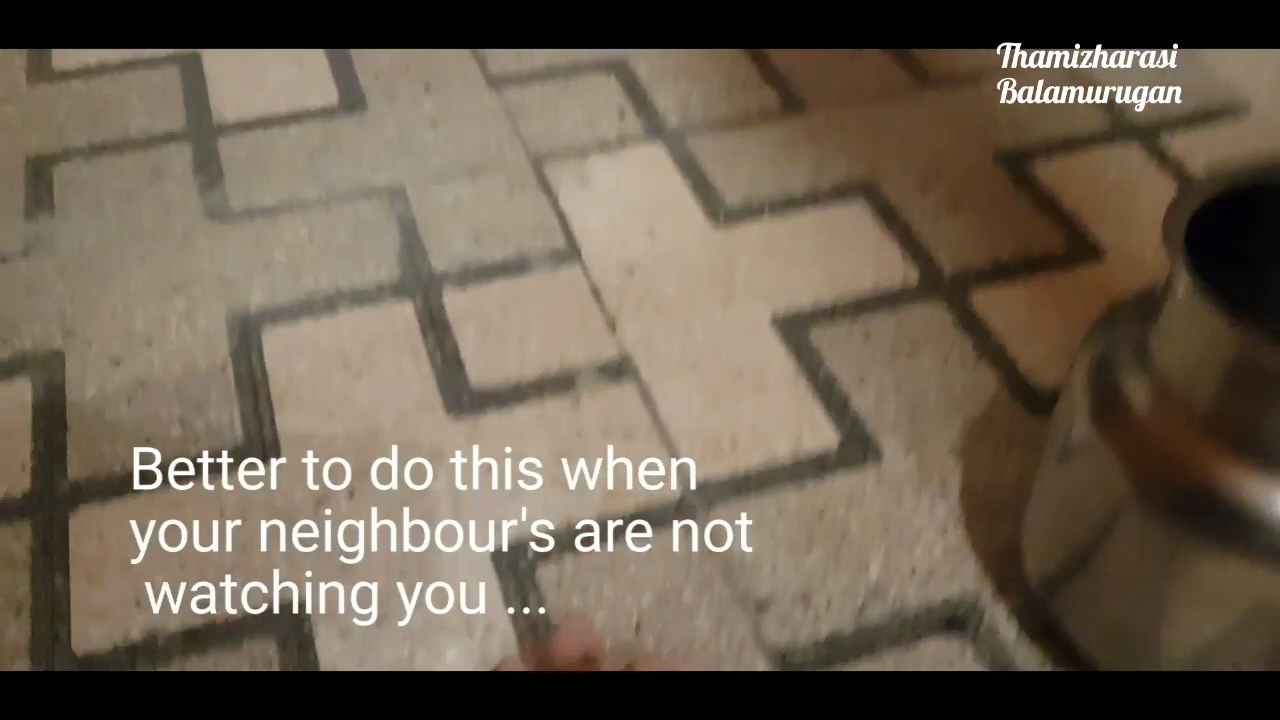 Thamizharasi
Balamurugan
Better to do this when
your neighbour's are not
watching you ...